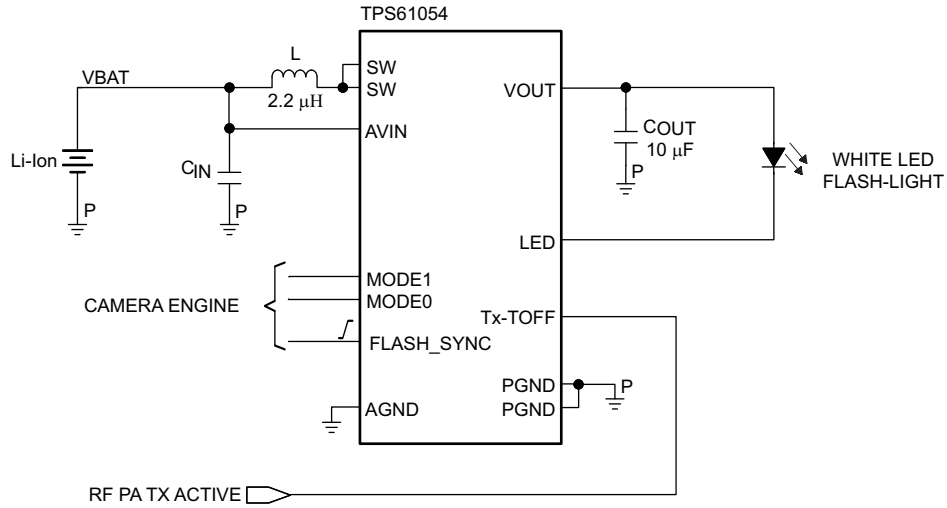 TPS61054
L
SW
VBAT
SW
2.2 μH
VOUT
AVIN
COUT
10 μF
Li-Ion
CIN
P
WHITE LED
FLASH-LIGHT
P
P
LED
MODE1
CAMERA ENGINE
MODE0
Tx-TOFF
FLASH_SYNC
PGND
P
AGND
PGND
RF PA TX ACTIVE